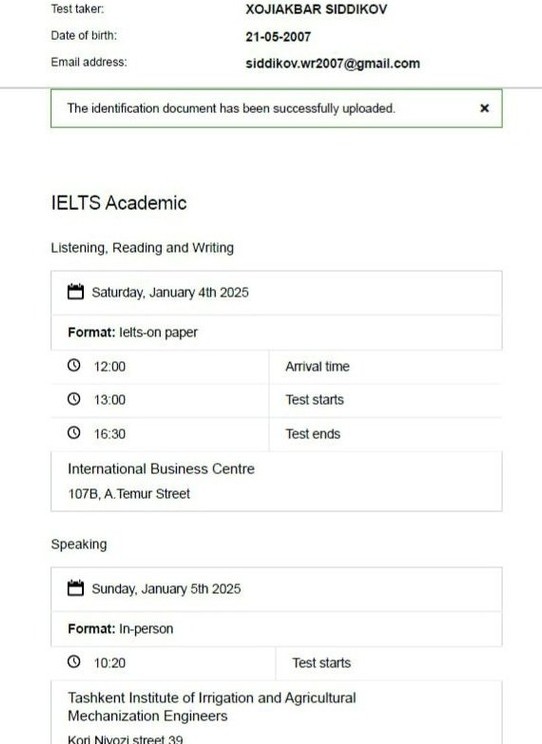 Test taker: XOJIAKBAR SIDDIKOV
Date of birth: 21-05-2007
Email address: siddikov.wr2007@gmail.com
The identification document has been successfully uploaded. ×
IELTS Academic
Listening, Reading and Writing
Saturday, January 4th 2025
Format: Ielts-on paper
12:00 Arrival time
13:00 Test starts
16:30 Test ends
International Business Centre
107B, A.Temur Street
Speaking
Sunday, January 5th 2025
Format: In-person
10:20 Test starts
Tashkent Institute of Irrigation and Agricultural
Mechanization Engineers
Kori Niyozi street 39